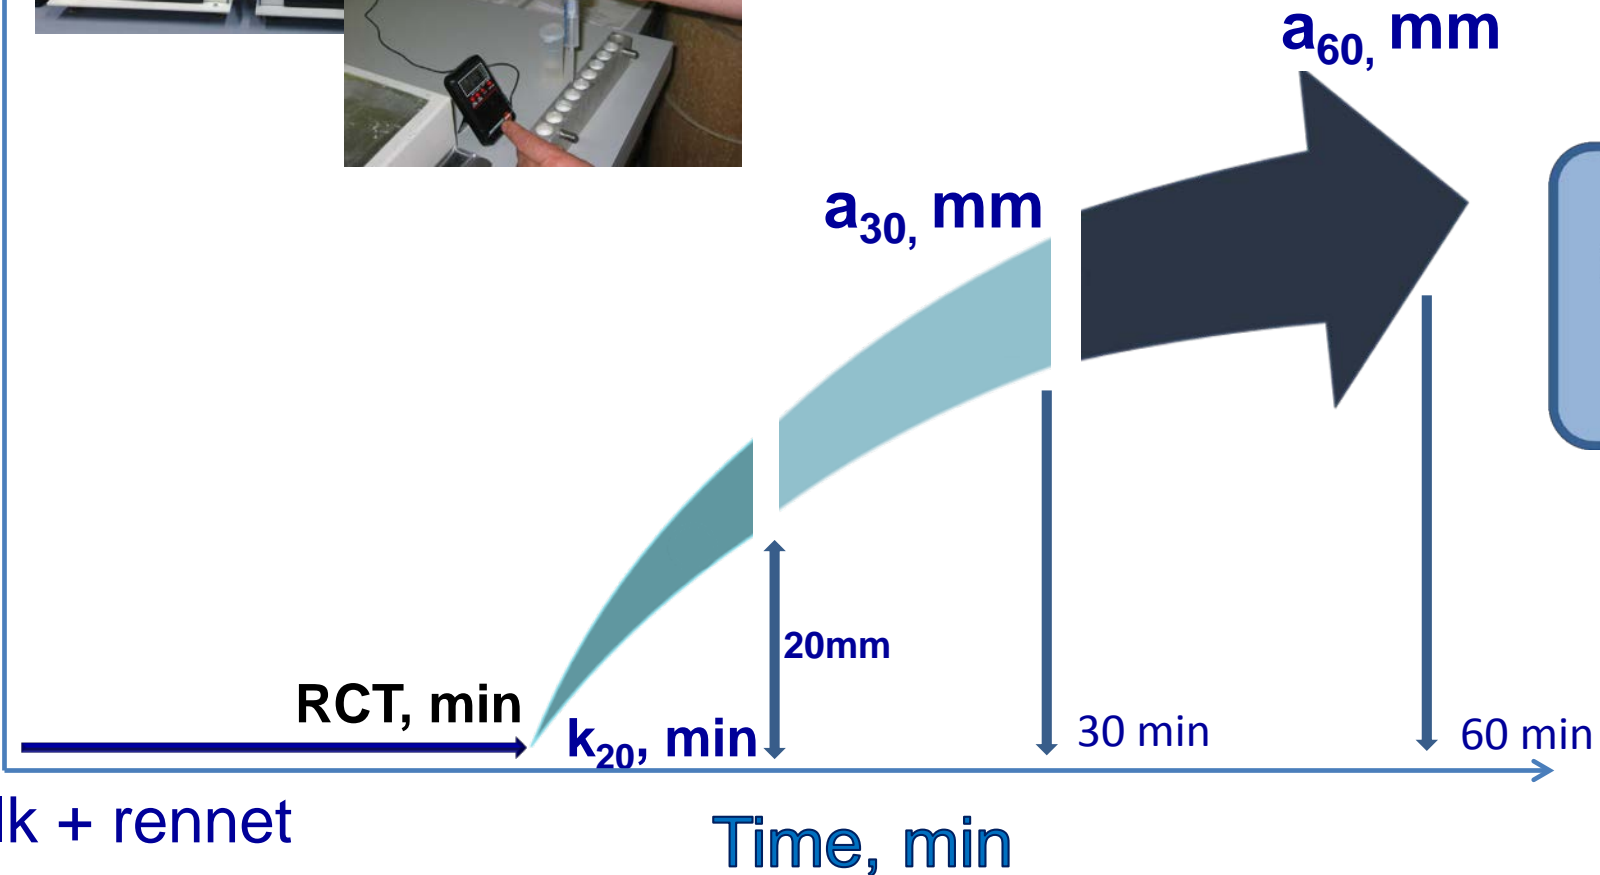 a60, mm
a30, mm
20mm
RCT, min
k20, min
30 min
60 min
lk + rennet
Time, min